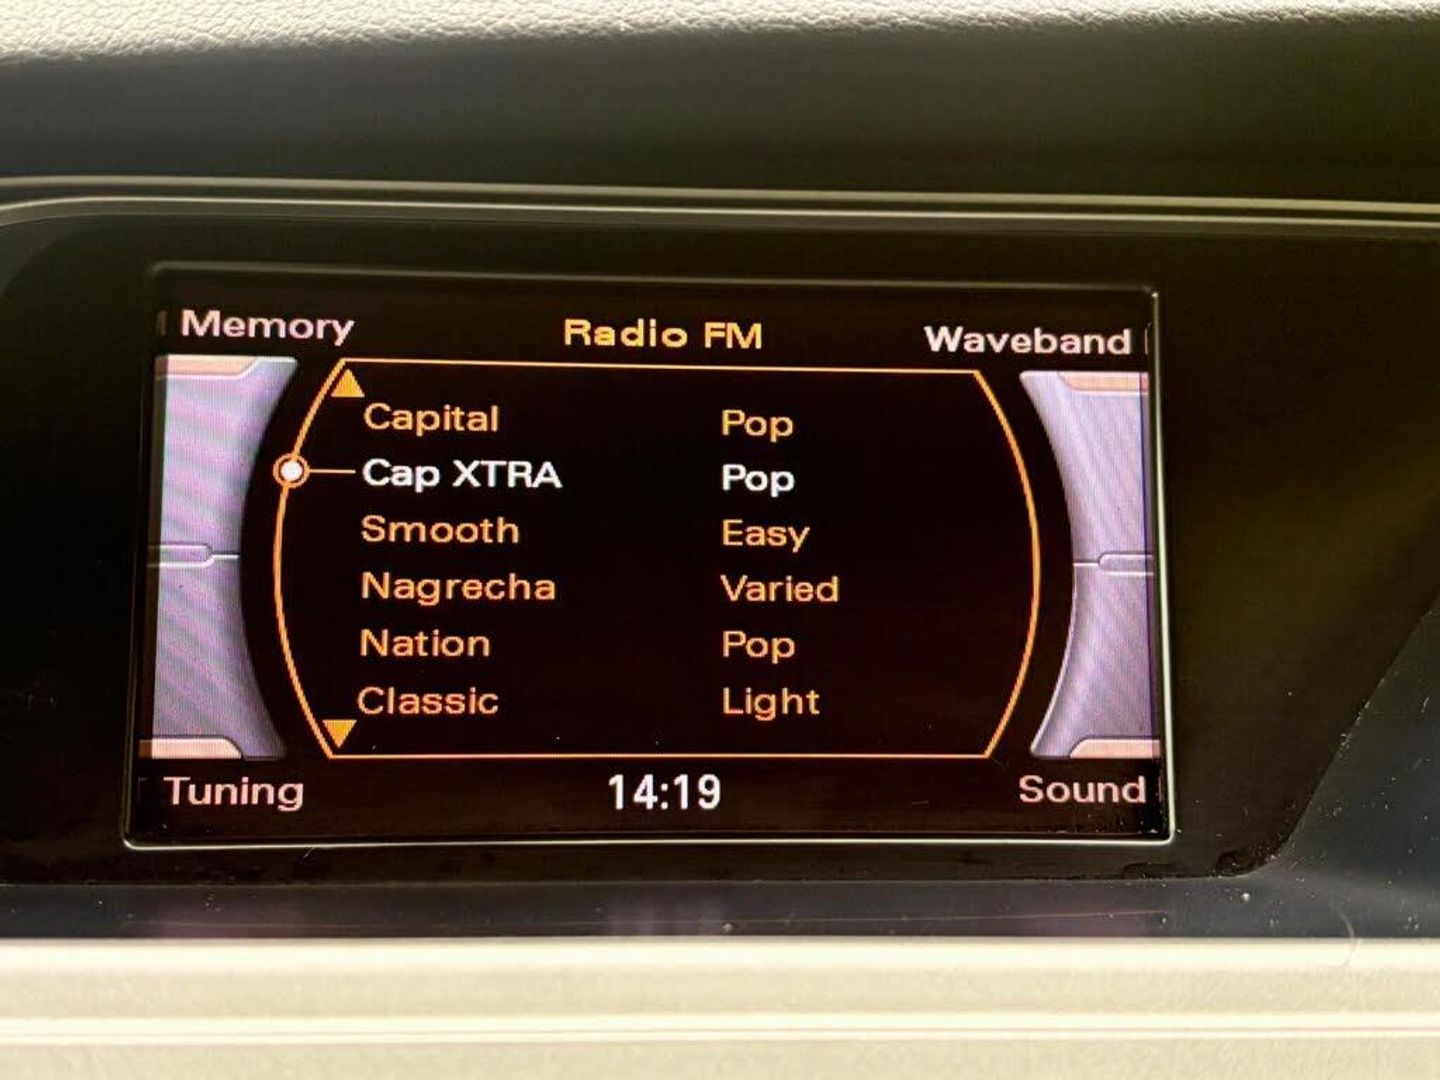 Memory Radio FM Waveband
Capital Pop
Cap XTRA Pop
Smooth Easy
Nagrecha Varied
Nation Pop
Classic Light
Tuning 14:19 Sound